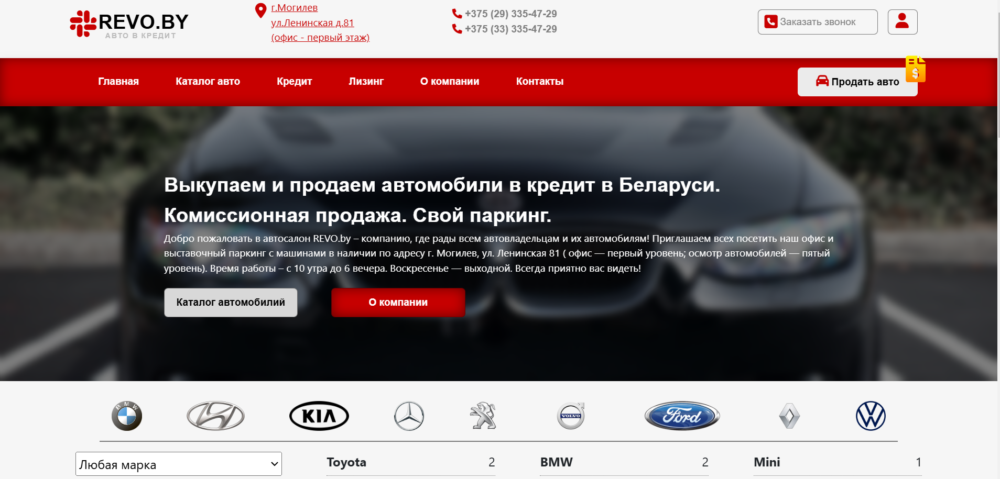 REVO.BY
АВТО В КРЕДИТ
г.Могилев
ул.Ленинская д.81
(офис - первый этаж)
+375 (29) 335-47-29
+375 (33) 335-47-29
Заказать звонок
Главная
Каталог авто
Кредит
Лизинг
О компании
Контакты
Продать авто
$
Выкупаем и продаем автомобили в кредит в Беларуси.
Комиссионная продажа. Свой паркинг.
Добро пожаловать в автосалон REVO.by – компанию, где рады всем автовладельцам и их автомобилям! Приглашаем всех посетить наш офис и
выставочный паркинг с машинами в наличии по адресу г. Могилев, ул. Ленинская 81 ( офис — первый уровень; осмотр автомобилей — пятый
уровень). Время работы – с 10 утра до 6 вечера. Воскресенье — выходной. Всегда приятно вас видеть!
Каталог автомобилий
О компании
BMW
KIA
VOLVO
Ford
Любая марка
Toyota 2
BMW 2
Mini 1